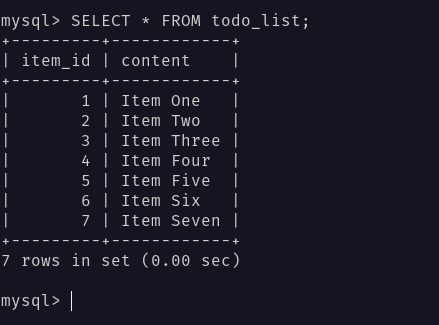 mysql> SELECT * FROM todo_list;
+---------+------------+
| item_id | content    |
+---------+------------+
|       1 | Item One   |
|       2 | Item Two   |
|       3 | Item Three |
|       4 | Item Four  |
|       5 | Item Five  |
|       6 | Item Six   |
|       7 | Item Seven |
+---------+------------+
7 rows in set (0.00 sec)
mysql>